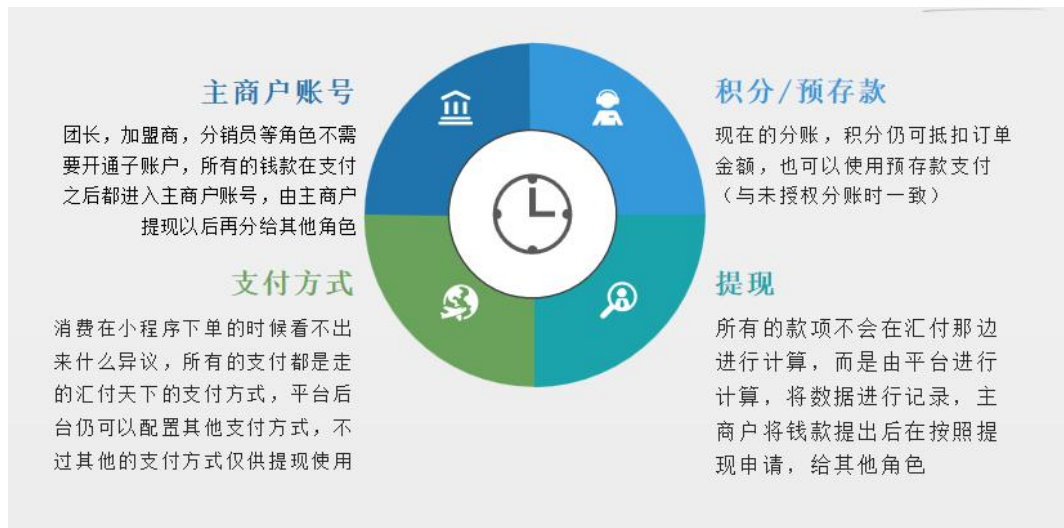 主商户账号
团长，加盟商，分销员等角色不需
要开通子账户，所有的钱款在支付
之后都进入主商户账号，由主商户
提现以后再分给其他角色
积分/预存款
现在的分账，积分仍可抵扣订单
金额，也可以使用预存款支付
（与未授权分账时一致）
支付方式
消费在小程序下单的时候看不出
来什么异议，所有的支付都是走
的汇付天下的支付方式，平台后
台仍可以配置其他支付方式，不
过其他的支付方式仅供提现使用
提现
所有的款项不会在汇付那边
进行计算，而是由平台进行
计算，将数据进行记录，主
商户将钱款提出后在按照提
现申请，给其他角色